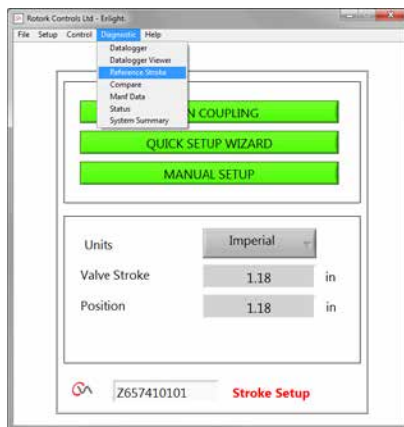 Rotork Controls Ltd - Enlight.
File Setup Control Diagnostic Help
Datalogger
Datalogger Viewer
Reference Stroke
Compare
Manf Data
Status
System Summary
N COUPLING
QUICK SETUP WIZARD
MANUAL SETUP
Units Imperial
Valve Stroke 1.18 in
Position 1.18 in
Z657410101 Stroke Setup